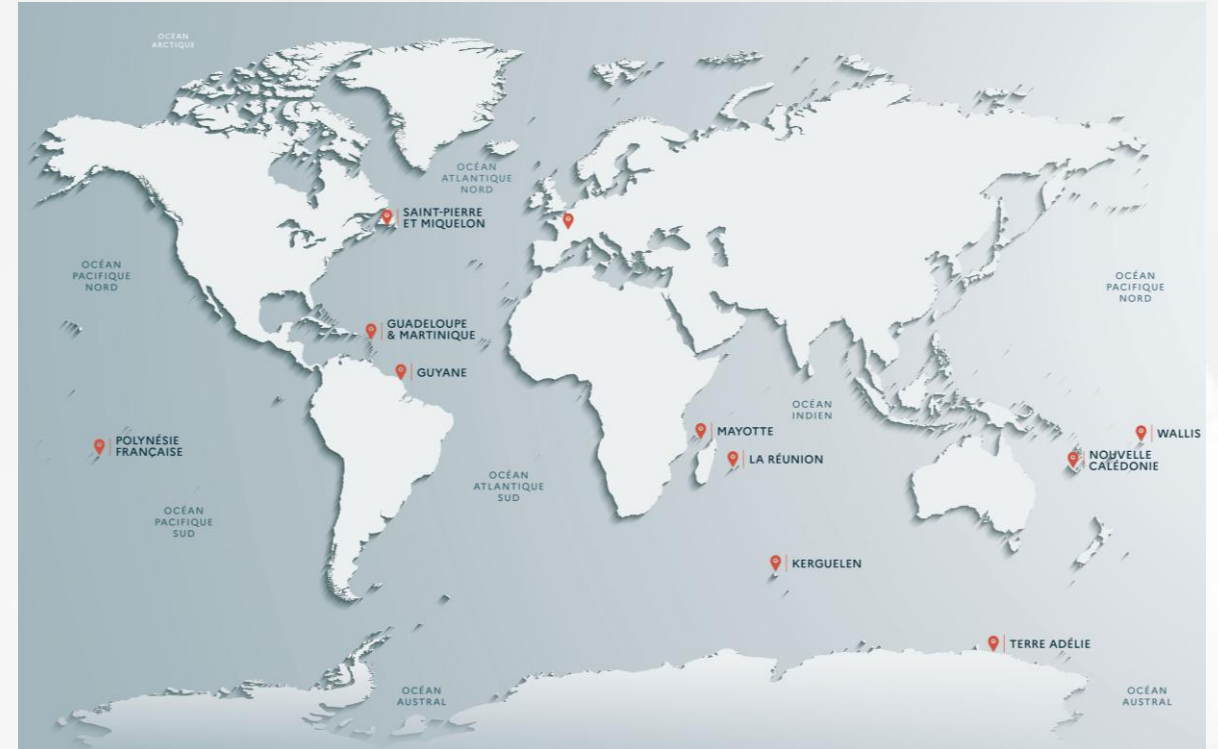 OCÉAN
ARCTIQUE
OCÉAN
ATLANTIQUE
NORD
SAINT-PIERRE
ET MIQUELON
OCÉAN
PACIFIQUE
NORD
OCÉAN
PACIFIQUE
NORD
GUADELOUPE
& MARTINIQUE
GUYANE
OCÉAN
INDIEN
POLYNÉSIE
FRANÇAISE
MAYOTTE
WALLIS
LA RÉUNION
NOUVELLE
CALÉDONIE
OCÉAN
ATLANTIQUE
SUD
OCÉAN
PACIFIQUE
SUD
KERGUELEN
TERRE ADÉLIE
OCÉAN
AUSTRAL
OCÉAN
AUSTRAL